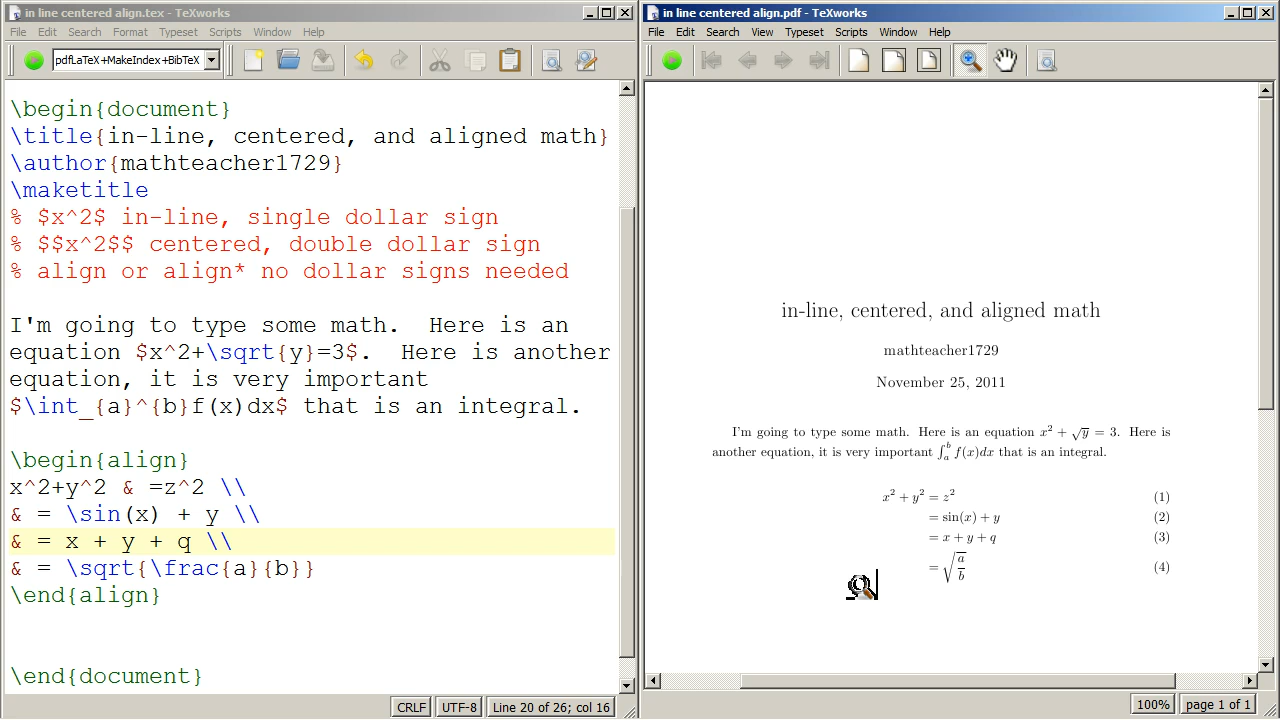 in line centered align.tex - TeXworks
File Edit Search Format Typeset Scripts Window Help
pdfLaTeX+MakeIndex+BibTeX
\begin{document}
\title{in-line, centered, and aligned math}
\author{mathteacher1729}
\maketitle
% $x^2$ in-line, single dollar sign
% $$x^2$$ centered, double dollar sign
% align or align* no dollar signs needed
I'm going to type some math.  Here is an
equation $x^2+\sqrt{y}=3$.  Here is another
equation, it is very important
$\int_{a}^{b}f(x)dx$ that is an integral.
\begin{align}
x^2+y^2 & =z^2 \\
& = \sin(x) + y \\
& = x + y + q \\
& = \sqrt{\frac{a}{b}}
\end{align}
\end{document}
CRLF UTF-8 Line 20 of 26; col 16
in line centered align.pdf - TeXworks
File Edit Search View Typeset Scripts Window Help
in-line, centered, and aligned math
mathteacher1729
November 25, 2011
I'm going to type some math. Here is an equation x² + √y = 3. Here is
another equation, it is very important ∫ₐᵇ f(x)dx that is an integral.
x² + y² = z² (1)
= sin(x) + y (2)
= x + y + q (3)
= √(a/b) (4)
100% page 1 of 1